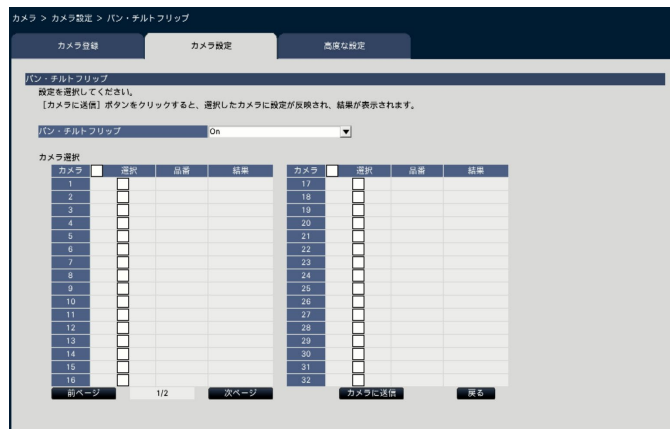 カメラ > カメラ設定 > パン・チルトフリップ
カメラ登録 カメラ設定 高度な設定
パン・チルトフリップ
設定を選択してください。
［カメラに送信］ボタンをクリックすると、選択したカメラに設定が反映され、結果が表示されます。
パン・チルトフリップ On
カメラ選択
カメラ 選択 品番 結果 カメラ 選択 品番 結果
1 17
2 18
3 19
4 20
5 21
6 22
7 23
8 24
9 25
10 26
11 27
12 28
13 29
14 30
15 31
16 32
前ページ 1/2 次ページ カメラに送信 戻る